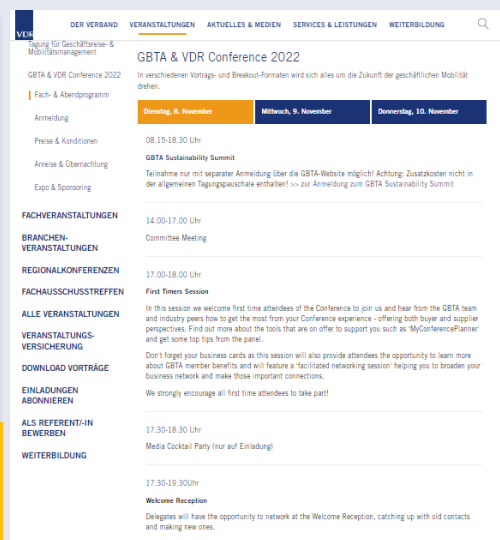 VDR
DER VERBAND
VERANSTALTUNGEN
AKTUELLES & MEDIEN
SERVICES & LEISTUNGEN
WEITERBILDUNG
Tagung für Geschäftsreise- &
Mobilitätsmanagement
GBTA & VDR Conference 2022
Fach- & Abendprogramm
Anmeldung
Preise & Konditionen
Anreise & Übernachtung
Expo & Sponsoring
FACHVERANSTALTUNGEN
BRANCHEN-
VERANSTALTUNGEN
REGIONALKONFERENZEN
FACHAUSSCHUSSTREFFEN
ALLE VERANSTALTUNGEN
VERANSTALTUNGS-
VERSICHERUNG
DOWNLOAD VORTRÄGE
EINLADUNGEN
ABONNIEREN
ALS REFERENT/-IN
BEWERBEN
WEITERBILDUNG
GBTA & VDR Conference 2022
In verschiedenen Vortrags- und Breakout-Formaten wird sich alles um die Zukunft der geschäftlichen Mobilität
drehen.
Dienstag, 8. November
Mittwoch, 9. November
Donnerstag, 10. November
08.15-18.30 Uhr
GBTA Sustainability Summit
Teilnahme nur mit separater Anmeldung über die GBTA-Website möglich! Achtung: Zusatzkosten nicht in
der allgemeinen Tagungspauschale enthalten! >> zur Anmeldung zum GBTA Sustainability Summit
14.00-17.00 Uhr
Committee Meeting
17.00-18.00 Uhr
First Timers Session
In this session we welcome first time attendees of the Conference to join us and hear from the GBTA team
and industry peers how to get the most from your Conference experience - offering both buyer and supplier
perspectives. Find out more about the tools that are on offer to support you such as 'MyConferencePlanner'
and get some top tips from the panel.
Don't forget your business cards as this session will also provide attendees the opportunity to learn more
about GBTA member benefits and will feature a 'facilitated networking session' helping you to broaden your
business network and make those important connections.
We strongly encourage all first time attendees to take part!
17.30-18.30 Uhr
Media Cocktail Party (nur auf Einladung)
17.30-19.30Uhr
Welcome Reception
Delegates will have the opportunity to network at the Welcome Reception, catching up with old contacts
and making new ones.